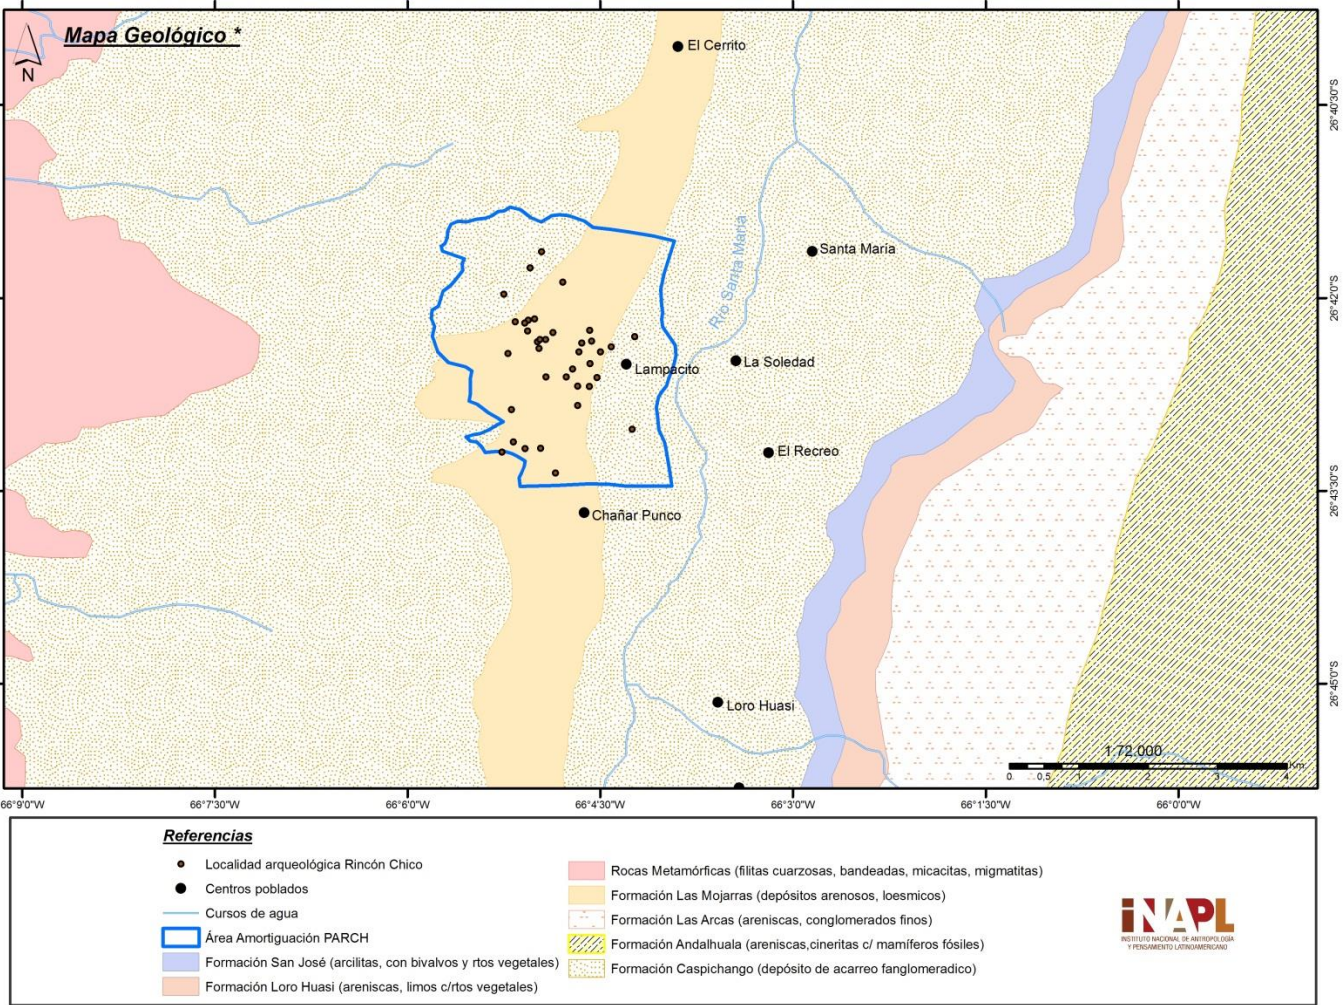 Mapa Geológico *
N
El Cerrito
Río Santa María
Santa María
La Soledad
Lampacito
El Recreo
Chañar Punco
Loro Huasi
26°40'30"S
26°42'0"S
26°43'30"S
26°45'0"S
1:72.000
0 0,5 1 2 3 4 Km
66°9'0"W 66°7'30"W 66°6'0"W 66°4'30"W 66°3'0"W 66°1'30"W 66°0'0"W
Referencias
Localidad arqueológica Rincón Chico
Centros poblados
Cursos de agua
Área Amortiguación PARCH
Formación San José (arcilitas, con bivalvos y rtos vegetales)
Formación Loro Huasi (areniscas, limos c/rtos vegetales)
Rocas Metamórficas (filitas cuarzosas, bandeadas, micacitas, migmatitas)
Formación Las Mojarras (depósitos arenosos, loesmicos)
Formación Las Arcas (areniscas, conglomerados finos)
Formación Andalhuala (areniscas,cineritas c/ mamíferos fósiles)
Formación Caspichango (depósito de acarreo fanglomeradico)
iNAPL
INSTITUTO NACIONAL DE ANTROPOLOGÍA
Y PENSAMIENTO LATINOAMERICANO